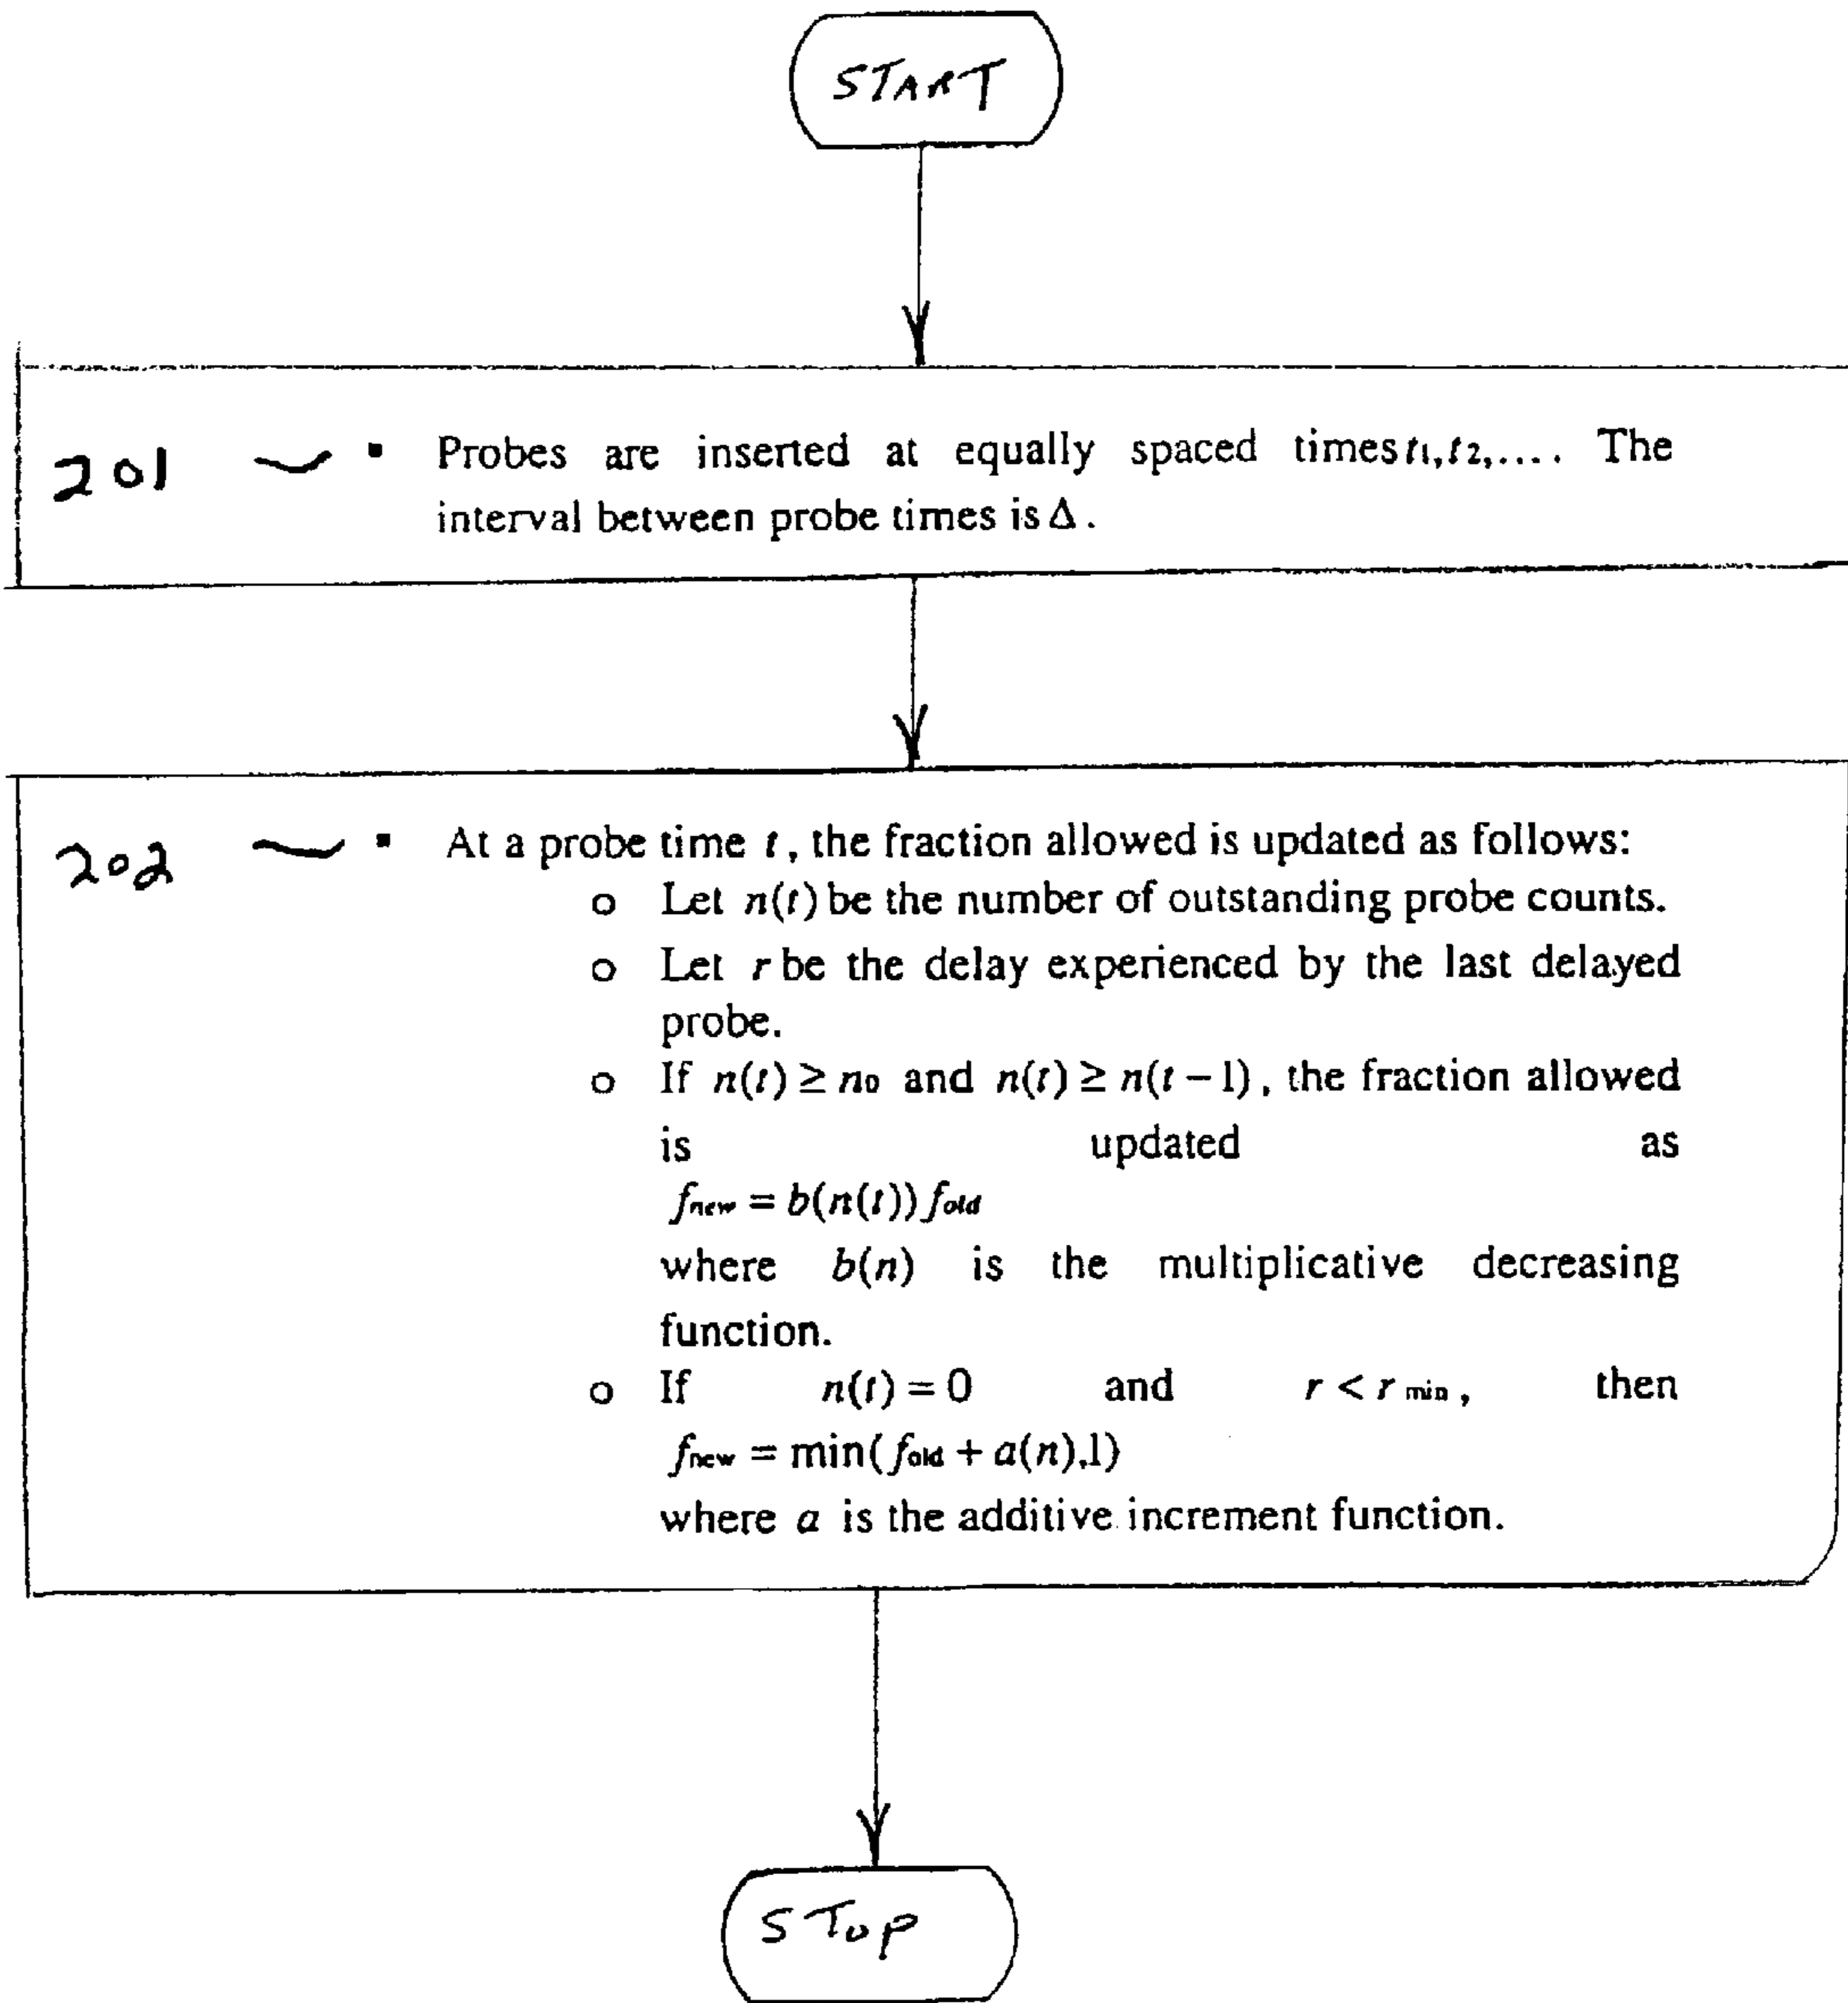 START
201 ▪ Probes are inserted at equally spaced times t1,t2,.... The
interval between probe times is Δ.
202 ▪ At a probe time t, the fraction allowed is updated as follows:
o Let n(t) be the number of outstanding probe counts.
o Let r be the delay experienced by the last delayed
probe.
o If n(t) ≥ n0 and n(t) ≥ n(t − 1), the fraction allowed
is updated as
fnew = b(n(t)) fold
where b(n) is the multiplicative decreasing
function.
o If n(t) = 0 and r < r min, then
fnew = min(fold + a(n),1)
where a is the additive increment function.
STOP